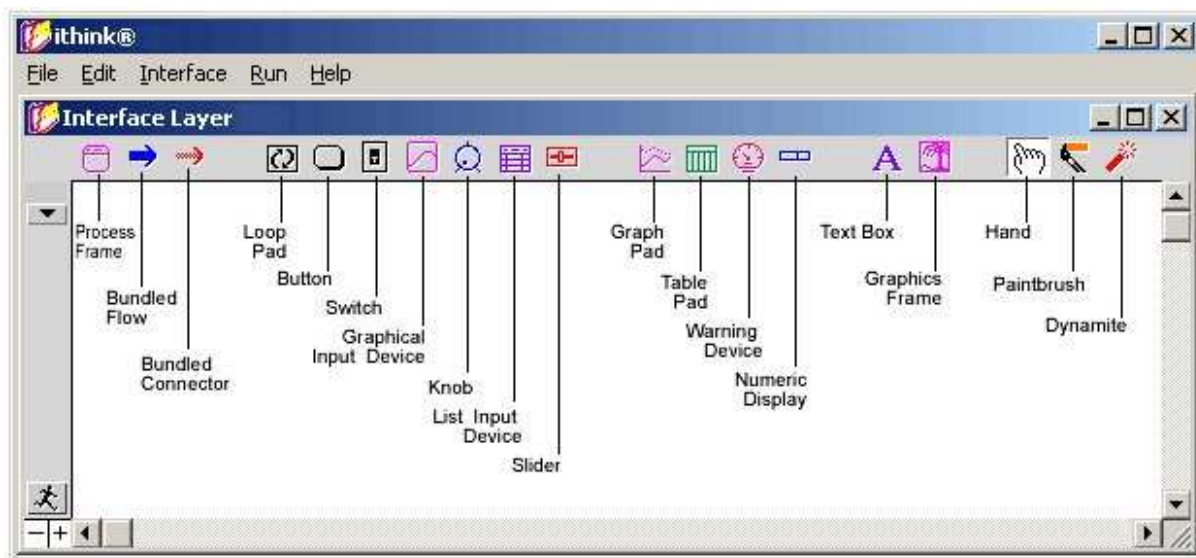 ithink®
File Edit Interface Run Help
Interface Layer
A
Process
Frame
Bundled
Flow
Bundled
Connector
Loop
Pad
Button
Switch
Graphical
Input Device
Knob
List Input
Device
Slider
Graph
Pad
Table
Pad
Warning
Device
Numeric
Display
Text Box
Graphics
Frame
Hand
Paintbrush
Dynamite